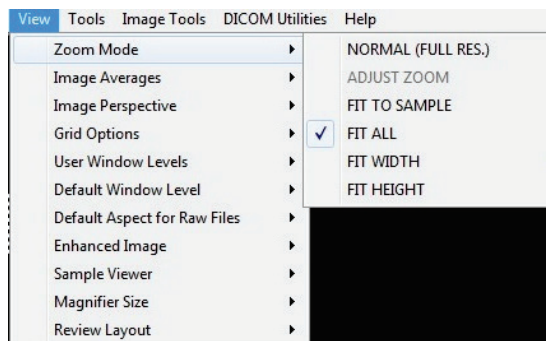 View Tools Image Tools DICOM Utilities Help
Zoom Mode
Image Averages
Image Perspective
Grid Options
User Window Levels
Default Window Level
Default Aspect for Raw Files
Enhanced Image
Sample Viewer
Magnifier Size
Review Layout
NORMAL (FULL RES.)
ADJUST ZOOM
FIT TO SAMPLE
FIT ALL
FIT WIDTH
FIT HEIGHT